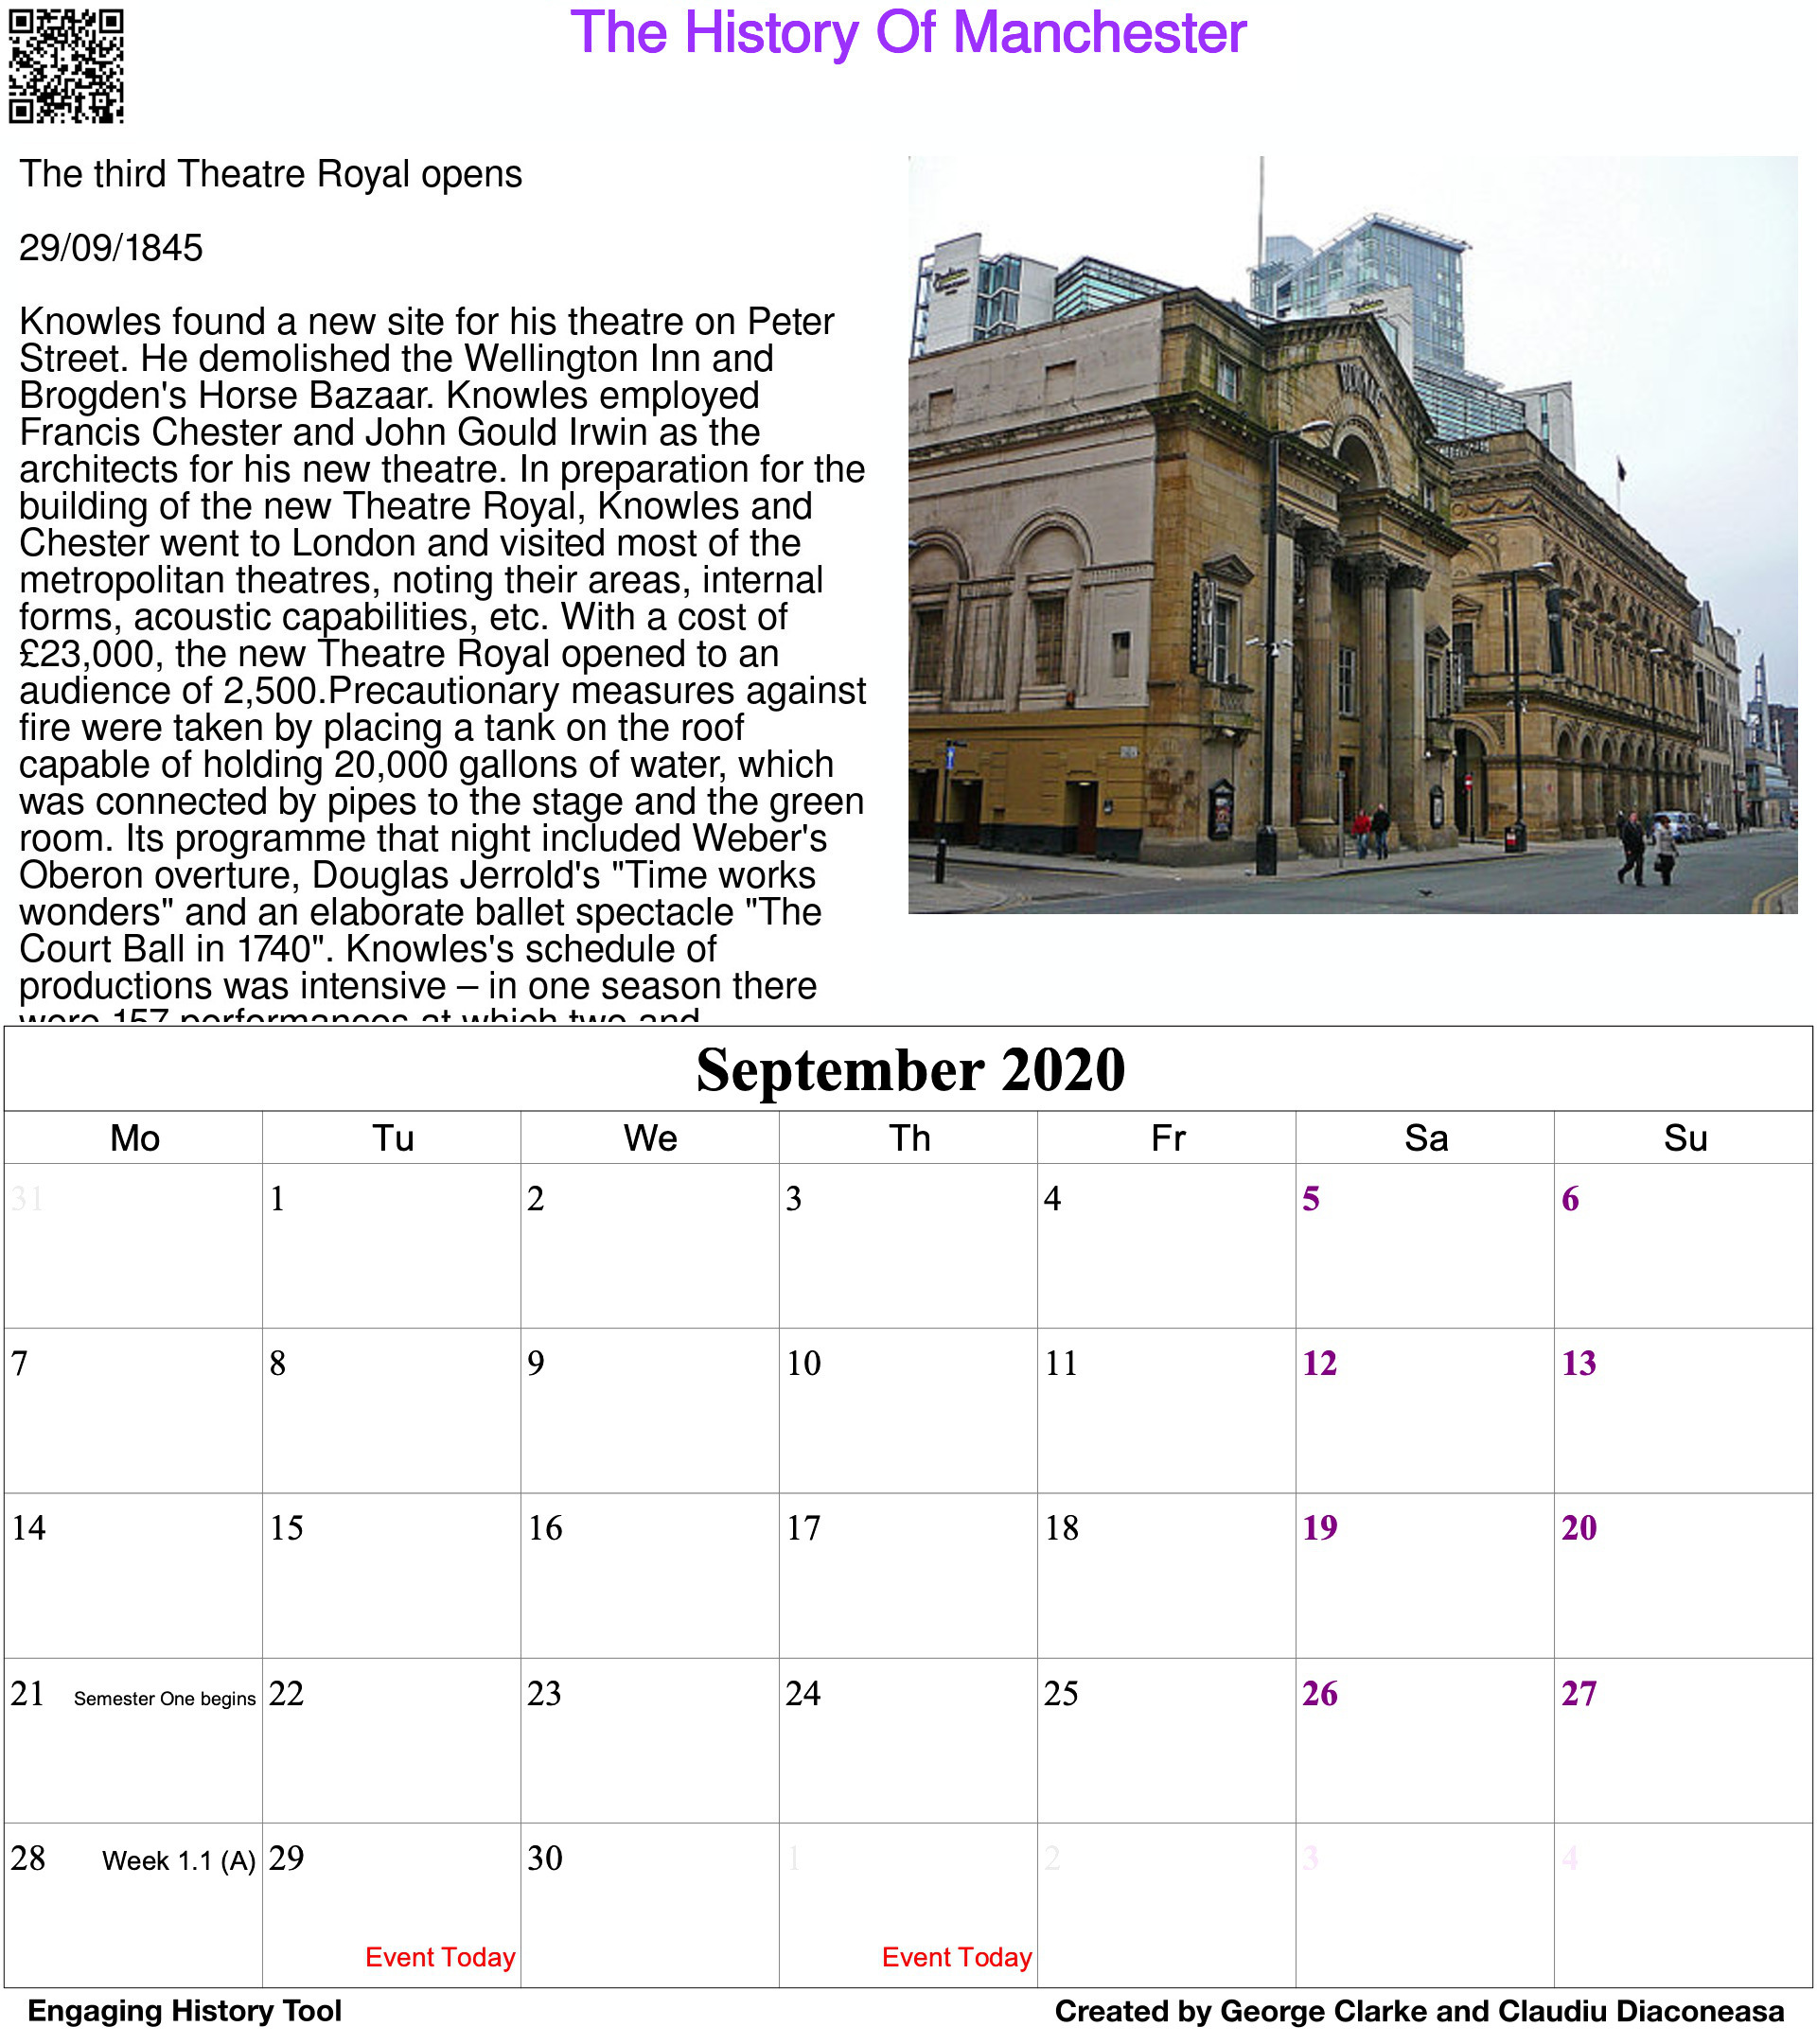 The History Of Manchester
The third Theatre Royal opens
29/09/1845
Knowles found a new site for his theatre on Peter
Street. He demolished the Wellington Inn and
Brogden's Horse Bazaar. Knowles employed
Francis Chester and John Gould Irwin as the
architects for his new theatre. In preparation for the
building of the new Theatre Royal, Knowles and
Chester went to London and visited most of the
metropolitan theatres, noting their areas, internal
forms, acoustic capabilities, etc. With a cost of
£23,000, the new Theatre Royal opened to an
audience of 2,500.Precautionary measures against
fire were taken by placing a tank on the roof
capable of holding 20,000 gallons of water, which
was connected by pipes to the stage and the green
room. Its programme that night included Weber's
Oberon overture, Douglas Jerrold's "Time works
wonders" and an elaborate ballet spectacle "The
Court Ball in 1740". Knowles's schedule of
productions was intensive – in one season there
were 157 performances at which two and
September 2020
Mo Tu We Th Fr Sa Su
31 1 2 3 4 5 6
7 8 9 10 11 12 13
14 15 16 17 18 19 20
21 Semester One begins 22 23 24 25 26 27
28 Week 1.1 (A) 29 30 1 2 3 4
Event Today Event Today
Engaging History Tool
Created by George Clarke and Claudiu Diaconeasa